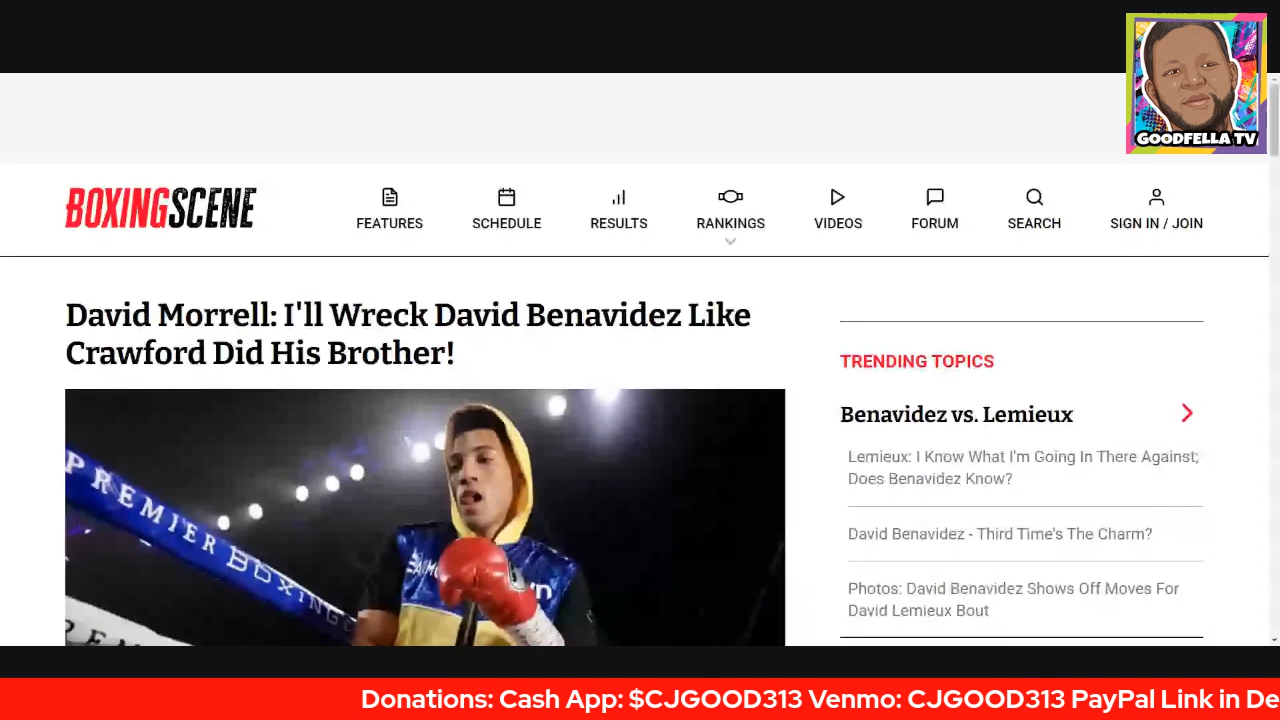 GOODFELLA TV
BOXINGSCENE
FEATURES
SCHEDULE
RESULTS
RANKINGS
VIDEOS
FORUM
SEARCH
SIGN IN / JOIN
David Morrell: I'll Wreck David Benavidez Like
Crawford Did His Brother!
PREMIER BOXING
TRENDING TOPICS
Benavidez vs. Lemieux
Lemieux: I Know What I'm Going In There Against;
Does Benavidez Know?
David Benavidez - Third Time's The Charm?
Photos: David Benavidez Shows Off Moves For
David Lemieux Bout
Donations: Cash App: $CJGOOD313 Venmo: CJGOOD313 PayPal Link in De